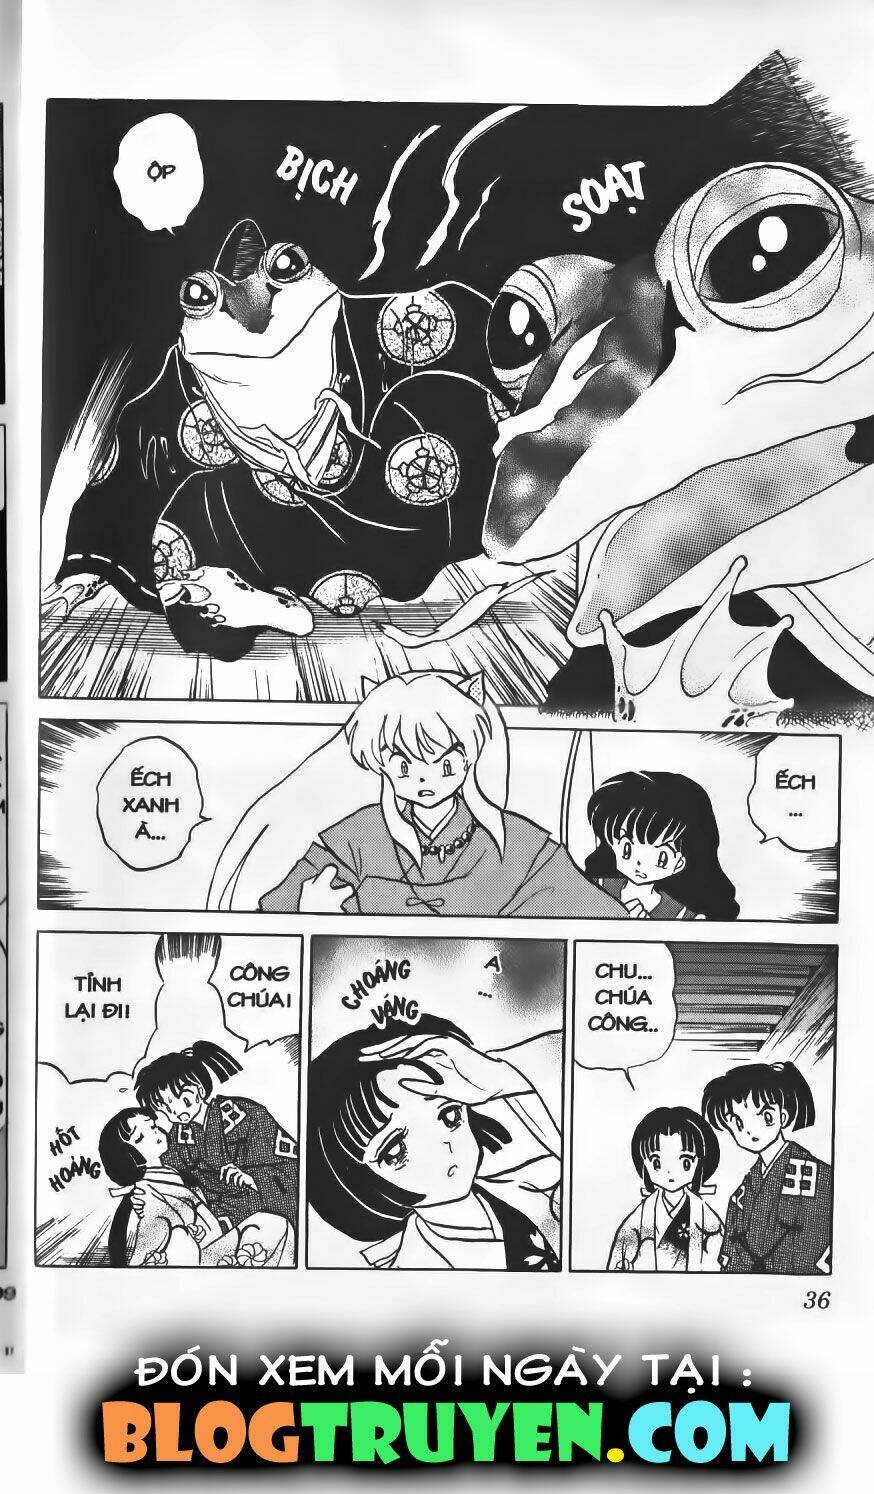 SOẠT
BỊCH
ỘP
ẾCH
...
ẾCH
XANH
À...
CHU...
CHÚA
CÔNG..
A
...
CHOÁNG
VÁNG
CÔNG
CHÚA!
TỈNH
LẠI ĐI!
HỐT
HOẢNG
36
ĐÓN XEM MỖI NGÀY TẠI :
BLOGTRUYEN.COM